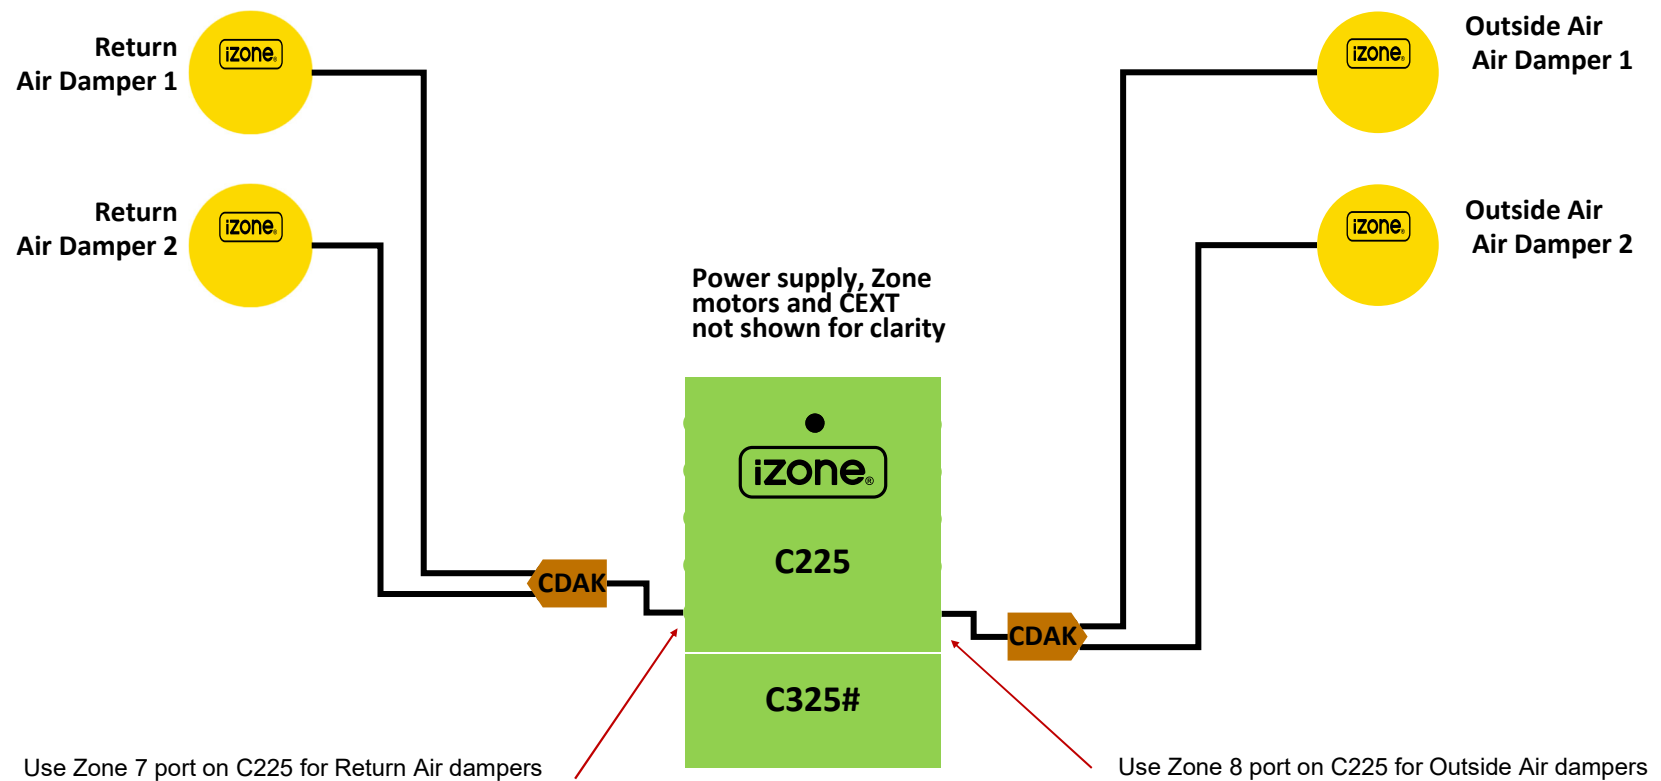 Return
Air Damper 1
iZONE®
iZONE®
Outside Air
Air Damper 1
Return
Air Damper 2
iZONE®
iZONE®
Outside Air
Air Damper 2
Power supply, Zone
motors and CEXT
not shown for clarity
iZONE®
C225
CDAK
CDAK
C325#
Use Zone 7 port on C225 for Return Air dampers
Use Zone 8 port on C225 for Outside Air dampers